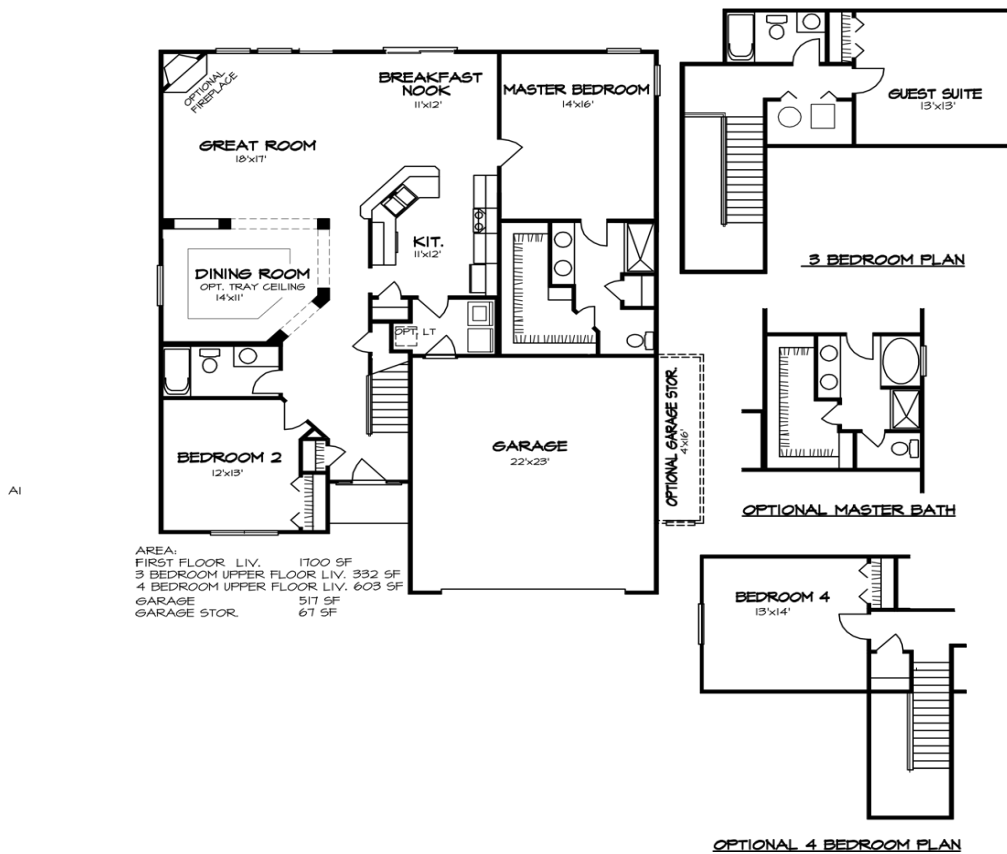 OPTIONAL
FIREPLACE
BREAKFAST
NOOK
11'x12'
MASTER BEDROOM
14'x16'
GREAT ROOM
18'x17'
KIT.
11'x12'
DINING ROOM
OPT. TRAY CEILING
14'x11'
OPT. LT
BEDROOM 2
12'x13'
GARAGE
22'x23'
OPTIONAL GARAGE STOR.
4'x16'
A1
AREA:
FIRST FLOOR LIV. 1700 SF
3 BEDROOM UPPER FLOOR LIV. 332 SF
4 BEDROOM UPPER FLOOR LIV. 603 SF
GARAGE 517 SF
GARAGE STOR. 67 SF
GUEST SUITE
13'x13'
3 BEDROOM PLAN
OPTIONAL MASTER BATH
BEDROOM 4
13'x14'
OPTIONAL 4 BEDROOM PLAN